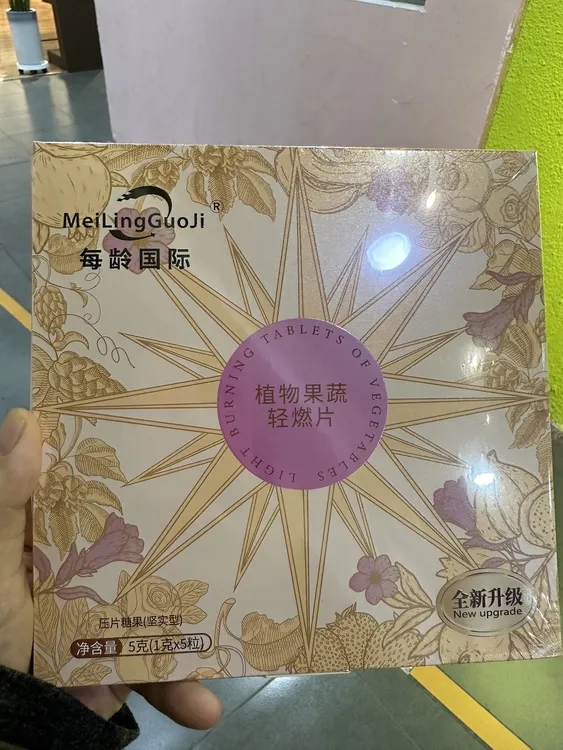 MeiLingGuoJi®
每龄国际
LIGHT BURNING TABLETS OF VEGETABLES
植物果蔬
轻燃片
全新升级
New upgrade
压片糖果(坚实型)
净含量 5克(1克x5粒)